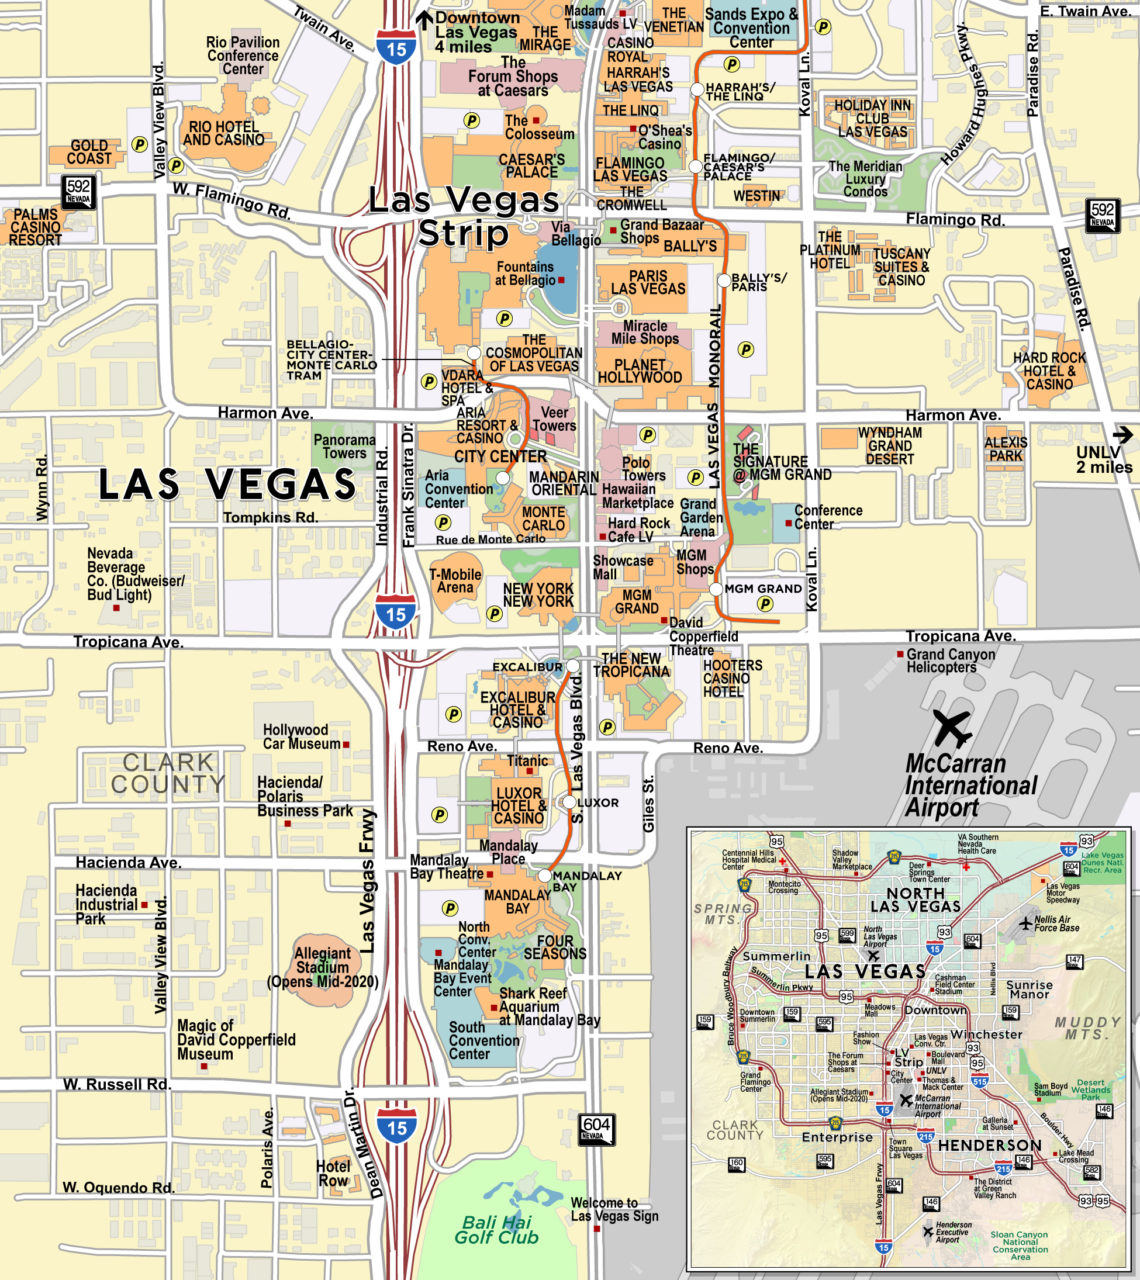 Twain Ave.
Downtown
Las Vegas
4 miles
15
THE
MIRAGE
Madam
Tussauds LV
THE
VENETIAN
Sands Expo &
Convention
Center
P
E. Twain Ave.
Paradise Rd.
Howard Hughes Pkwy.
Koval Ln.
Rio Pavilion
Conference
Center
The
Forum Shops
at Caesars
CASINO
ROYAL
HARRAH'S
LAS VEGAS
P
HARRAH'S/
THE LINQ
THE LINQ
HOLIDAY INN
CLUB
LAS VEGAS
Valley View Blvd.
RIO HOTEL
AND CASINO
GOLD
COAST
P
P
P
The
Colosseum
O'Shea's
Casino
CAESAR'S
PALACE
FLAMINGO
LAS VEGAS
FLAMINGO/
CAESAR'S
PALACE
The Meridian
Luxury
Condos
592
NEVADA
W. Flamingo Rd.
Las Vegas
Strip
THE
CROMWELL
WESTIN
Flamingo Rd.
592
NEVADA
PALMS
CASINO
RESORT
Via
Bellagio
Grand Bazaar
Shops
BALLY'S
THE
PLATINUM
HOTEL
TUSCANY
SUITES &
CASINO
Fountains
at Bellagio
PARIS
LAS VEGAS
BALLY'S/
PARIS
Paradise Rd.
P
Miracle
Mile Shops
BELLAGIO-
CITY CENTER-
MONTE CARLO
TRAM
THE
COSMOPOLITAN
OF LAS VEGAS
P
PLANET
HOLLYWOOD
LAS VEGAS MONORAIL
HARD ROCK
HOTEL &
CASINO
P
VDARA
HOTEL &
SPA
ARIA
RESORT &
CASINO
Veer
Towers
Harmon Ave.
Harmon Ave.
Panorama
Towers
P
WYNDHAM
GRAND
DESERT
ALEXIS
PARK
UNLV
2 miles
CITY CENTER
THE
SIGNATURE
@ MGM GRAND
Wynn Rd.
LAS VEGAS
Industrial Rd.
Frank Sinatra Dr.
Aria
Convention
Center
MANDARIN
ORIENTAL
Polo
Towers
P
Hawaiian
Marketplace
Grand
Garden
Arena
Conference
Center
Tompkins Rd.
P
MONTE
CARLO
Hard Rock
Cafe LV
Rue de Monte Carlo
Nevada
Beverage
Co. (Budweiser/
Bud Light)
T-Mobile
Arena
Showcase
Mall
MGM
Shops
Koval Ln.
15
NEW YORK
NEW YORK
P
MGM
GRAND
MGM GRAND
P
David
Copperfield
Theatre
Tropicana Ave.
Tropicana Ave.
EXCALIBUR
THE NEW
TROPICANA
HOOTERS
CASINO
HOTEL
Grand Canyon
Helicopters
EXCALIBUR
HOTEL &
CASINO
P
P
S. Las Vegas Blvd.
Hollywood
Car Museum
Reno Ave.
Reno Ave.
McCarran
International
Airport
CLARK
COUNTY
Titanic
Hacienda/
Polaris
Business Park
LUXOR
HOTEL &
CASINO
P
LUXOR
Giles St.
Las Vegas Frwy
Mandalay
Place
Hacienda Ave.
Mandalay
Bay Theatre
MANDALAY
BAY
Hacienda
Industrial
Park
MANDALAY
BAY
P
Valley View Blvd.
Allegiant
Stadium
(Opens Mid-2020)
North
Conv.
Center
FOUR
SEASONS
Mandalay
Bay Event
Center
Shark Reef
Aquarium
at Mandalay Bay
Magic of
David Copperfield
Museum
South
Convention
Center
W. Russell Rd.
15
604
NEVADA
Polaris Ave.
Dean Martin Dr.
Hotel
Row
W. Oquendo Rd.
Bali Hai
Golf Club
Welcome to
Las Vegas Sign
95
Centennial Hills
Hospital Medical
Center
Shadow
Valley
Marketplace
VA Southern
Nevada
Health Care
15
93
Lake Vegas
Dunes Natl.
Recr. Area
604
Montecito
Crossing
Deer
Springs
Town Center
NORTH
LAS VEGAS
Las Vegas
Motor
Speedway
SPRING
MTS.
Nellis Air
Force Base
95
599
North
Las Vegas
Airport
93
15
604
147
Summerlin
LAS VEGAS
Summerlin Pkwy
Bruce Woodbury Beltway
Nellis Blvd
Cashman
Field Center
Stadium
Sunrise
Manor
95
Meadows
Mall
Downtown
159
Downtown
Summerlin
159
595
159
MUDDY
MTS.
Fashion
Show
Las Vegas
Conv. Ctr.
Winchester
93
95
The Forum
Shops at
Caesars
LV
Strip
Boulevard
Mall
UNLV
Grand
Flamingo
Center
City
Center
Thomas &
Mack Center
515
Sam Boyd
Stadium
Desert
Wetlands
Park
Allegiant Stadium
(Opens Mid-2020)
McCarran
International
Airport
15
146
CLARK
COUNTY
Enterprise
Galleria
at Sunset
Boulder Hwy
215
HENDERSON
Town
Square
Las Vegas
160
595
215
146
Lake Mead
Crossing
582
The District
at Green
Valley Ranch
604
146
93 95
Las Vegas Frwy
Henderson
Executive
Airport
15
Sloan Canyon
National
Conservation
Area